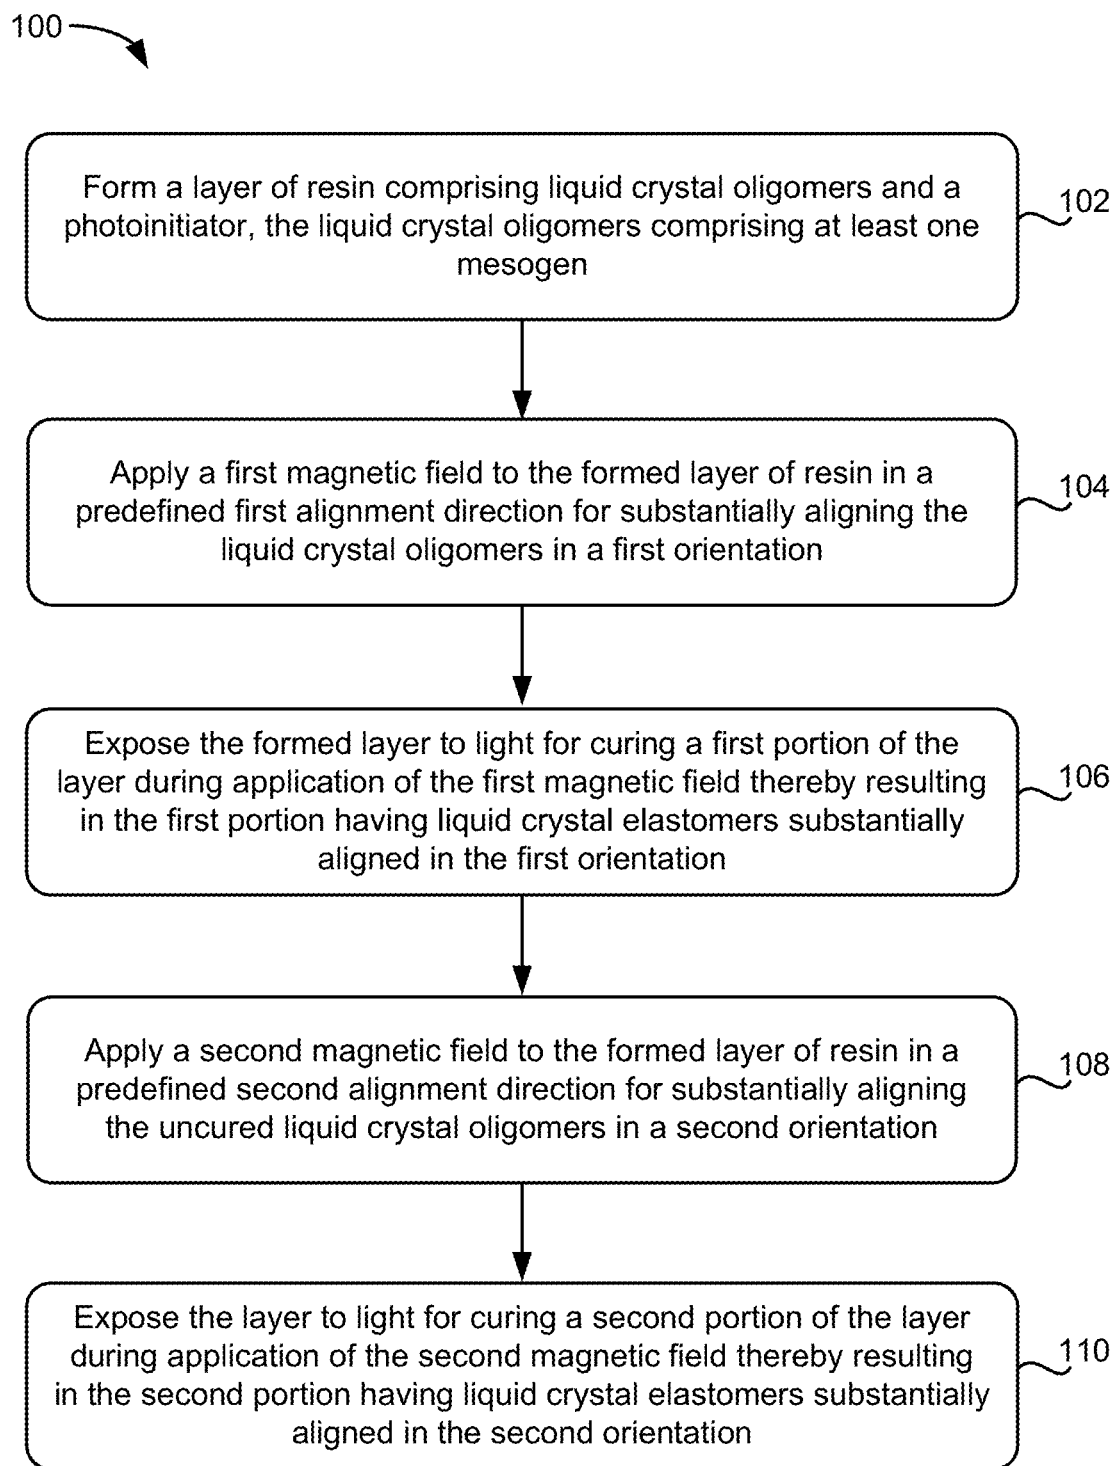 100
Form a layer of resin comprising liquid crystal oligomers and a
photoinitiator, the liquid crystal oligomers comprising at least one
mesogen
102
Apply a first magnetic field to the formed layer of resin in a
predefined first alignment direction for substantially aligning the
liquid crystal oligomers in a first orientation
104
Expose the formed layer to light for curing a first portion of the
layer during application of the first magnetic field thereby resulting
in the first portion having liquid crystal elastomers substantially
aligned in the first orientation
106
Apply a second magnetic field to the formed layer of resin in a
predefined second alignment direction for substantially aligning
the uncured liquid crystal oligomers in a second orientation
108
Expose the layer to light for curing a second portion of the layer
during application of the second magnetic field thereby resulting
in the second portion having liquid crystal elastomers substantially
aligned in the second orientation
110